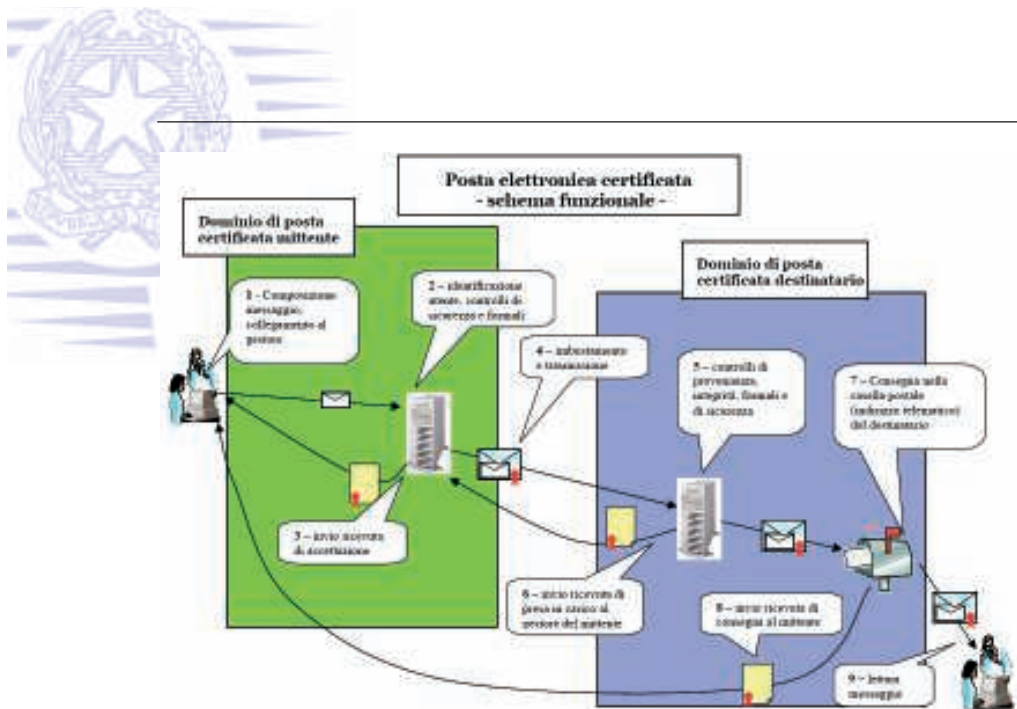 Posta elettronica certificata
- schema funzionale -
Dominio di posta
certificata mittente
Dominio di posta
certificata destinatario
1 - Composizione
messaggio,
collegamento al
gestore
2 – identificazione
utente, controlli di
sicurezza e formali
3 – invio ricevuta
di accettazione
4 – imbustamento
e trasmissione
5 – controlli di
provenienza,
integrità, formali e
di sicurezza
6 – invio ricevuta di
presa in carico al
gestore del mittente
7 – Consegna nella
casella postale
(indirizzo telematico)
del destinatario
8 – invio ricevuta di
consegna al mittente
9 – lettura
messaggio